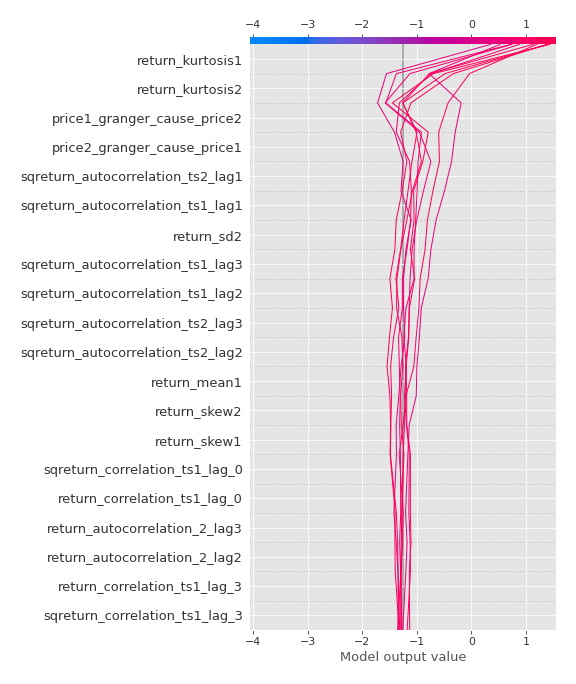 −4 −3 −2 −1 0 1
return_kurtosis1
return_kurtosis2
price1_granger_cause_price2
price2_granger_cause_price1
sqreturn_autocorrelation_ts2_lag1
sqreturn_autocorrelation_ts1_lag1
return_sd2
sqreturn_autocorrelation_ts1_lag3
sqreturn_autocorrelation_ts1_lag2
sqreturn_autocorrelation_ts2_lag3
sqreturn_autocorrelation_ts2_lag2
return_mean1
return_skew2
return_skew1
sqreturn_correlation_ts1_lag_0
return_correlation_ts1_lag_0
return_autocorrelation_2_lag3
return_autocorrelation_2_lag2
return_correlation_ts1_lag_3
sqreturn_correlation_ts1_lag_3
−4 −3 −2 −1 0 1
Model output value